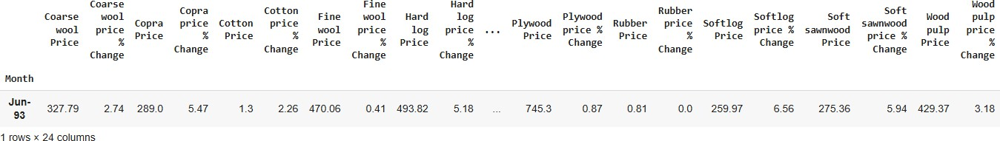 Coarse wool Price Coarse wool price % Change Copra Price Copra price % Change Cotton Price Cotton price % Change Fine wool Price Fine wool price % Change Hard log Price Hard log price % Change ... Plywood Price Plywood price % Change Rubber Price Rubber price % Change Softlog Price Softlog price % Change Soft sawnwood Price Soft sawnwood price % Change Wood pulp Price Wood pulp price % Change
Month
Jun-93 327.79 2.74 289.0 5.47 1.3 2.26 470.06 0.41 493.82 5.18 ... 745.3 0.87 0.81 0.0 259.97 6.56 275.36 5.94 429.37 3.18
1 rows × 24 columns